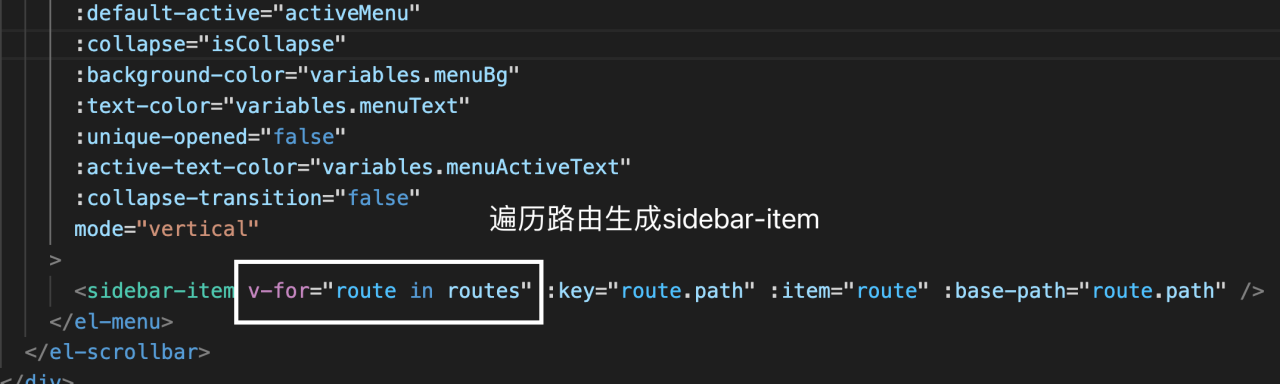 :default-active="activeMenu"
:collapse="isCollapse"
:background-color="variables.menuBg"
:text-color="variables.menuText"
:unique-opened="false"
:active-text-color="variables.menuActiveText"
:collapse-transition="false"
遍历路由生成sidebar-item
mode="vertical"
>
<sidebar-item v-for="route in routes" :key="route.path" :item="route" :base-path="route.path" />
</el-menu>
</el-scrollbar>
</div>